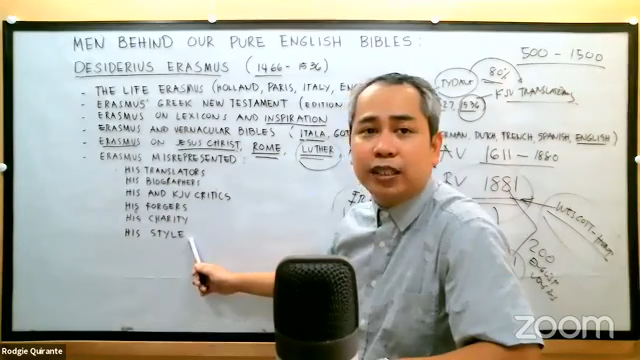 MEN BEHIND OUR PURE ENGLISH BIBLES:
DESIDERIUS ERASMUS (1466 - 1536)
500 - 1500
- THE LIFE ERASMUS (HOLLAND, PARIS, ITALY,
- ERASMUS' GREEK NEW TESTAMENT (EDITION
- ERASMUS ON LEXICONS AND INSPIRATION
ERASMUS AND VERNACULAR BIBLES (ITALA,
- ERASMUS ON JESUS CHRIST, ROME, LUTHER
- ERASMUS MISREPRESENTED:
HIS TRANSLATORS
HIS BIOGRAPHERS
HIS AND KJV CRITICS
HIS FORGERS
HIS CHARITY
HIS STYLE
80%
KJV TRANSLATORS
1536
FRENCH, SPANISH, ENGLISH)
AV 1611 - 1880
RV 1881
WESCOTT-HORT
200
ENGLISH
zoom
Rodgie Quirante